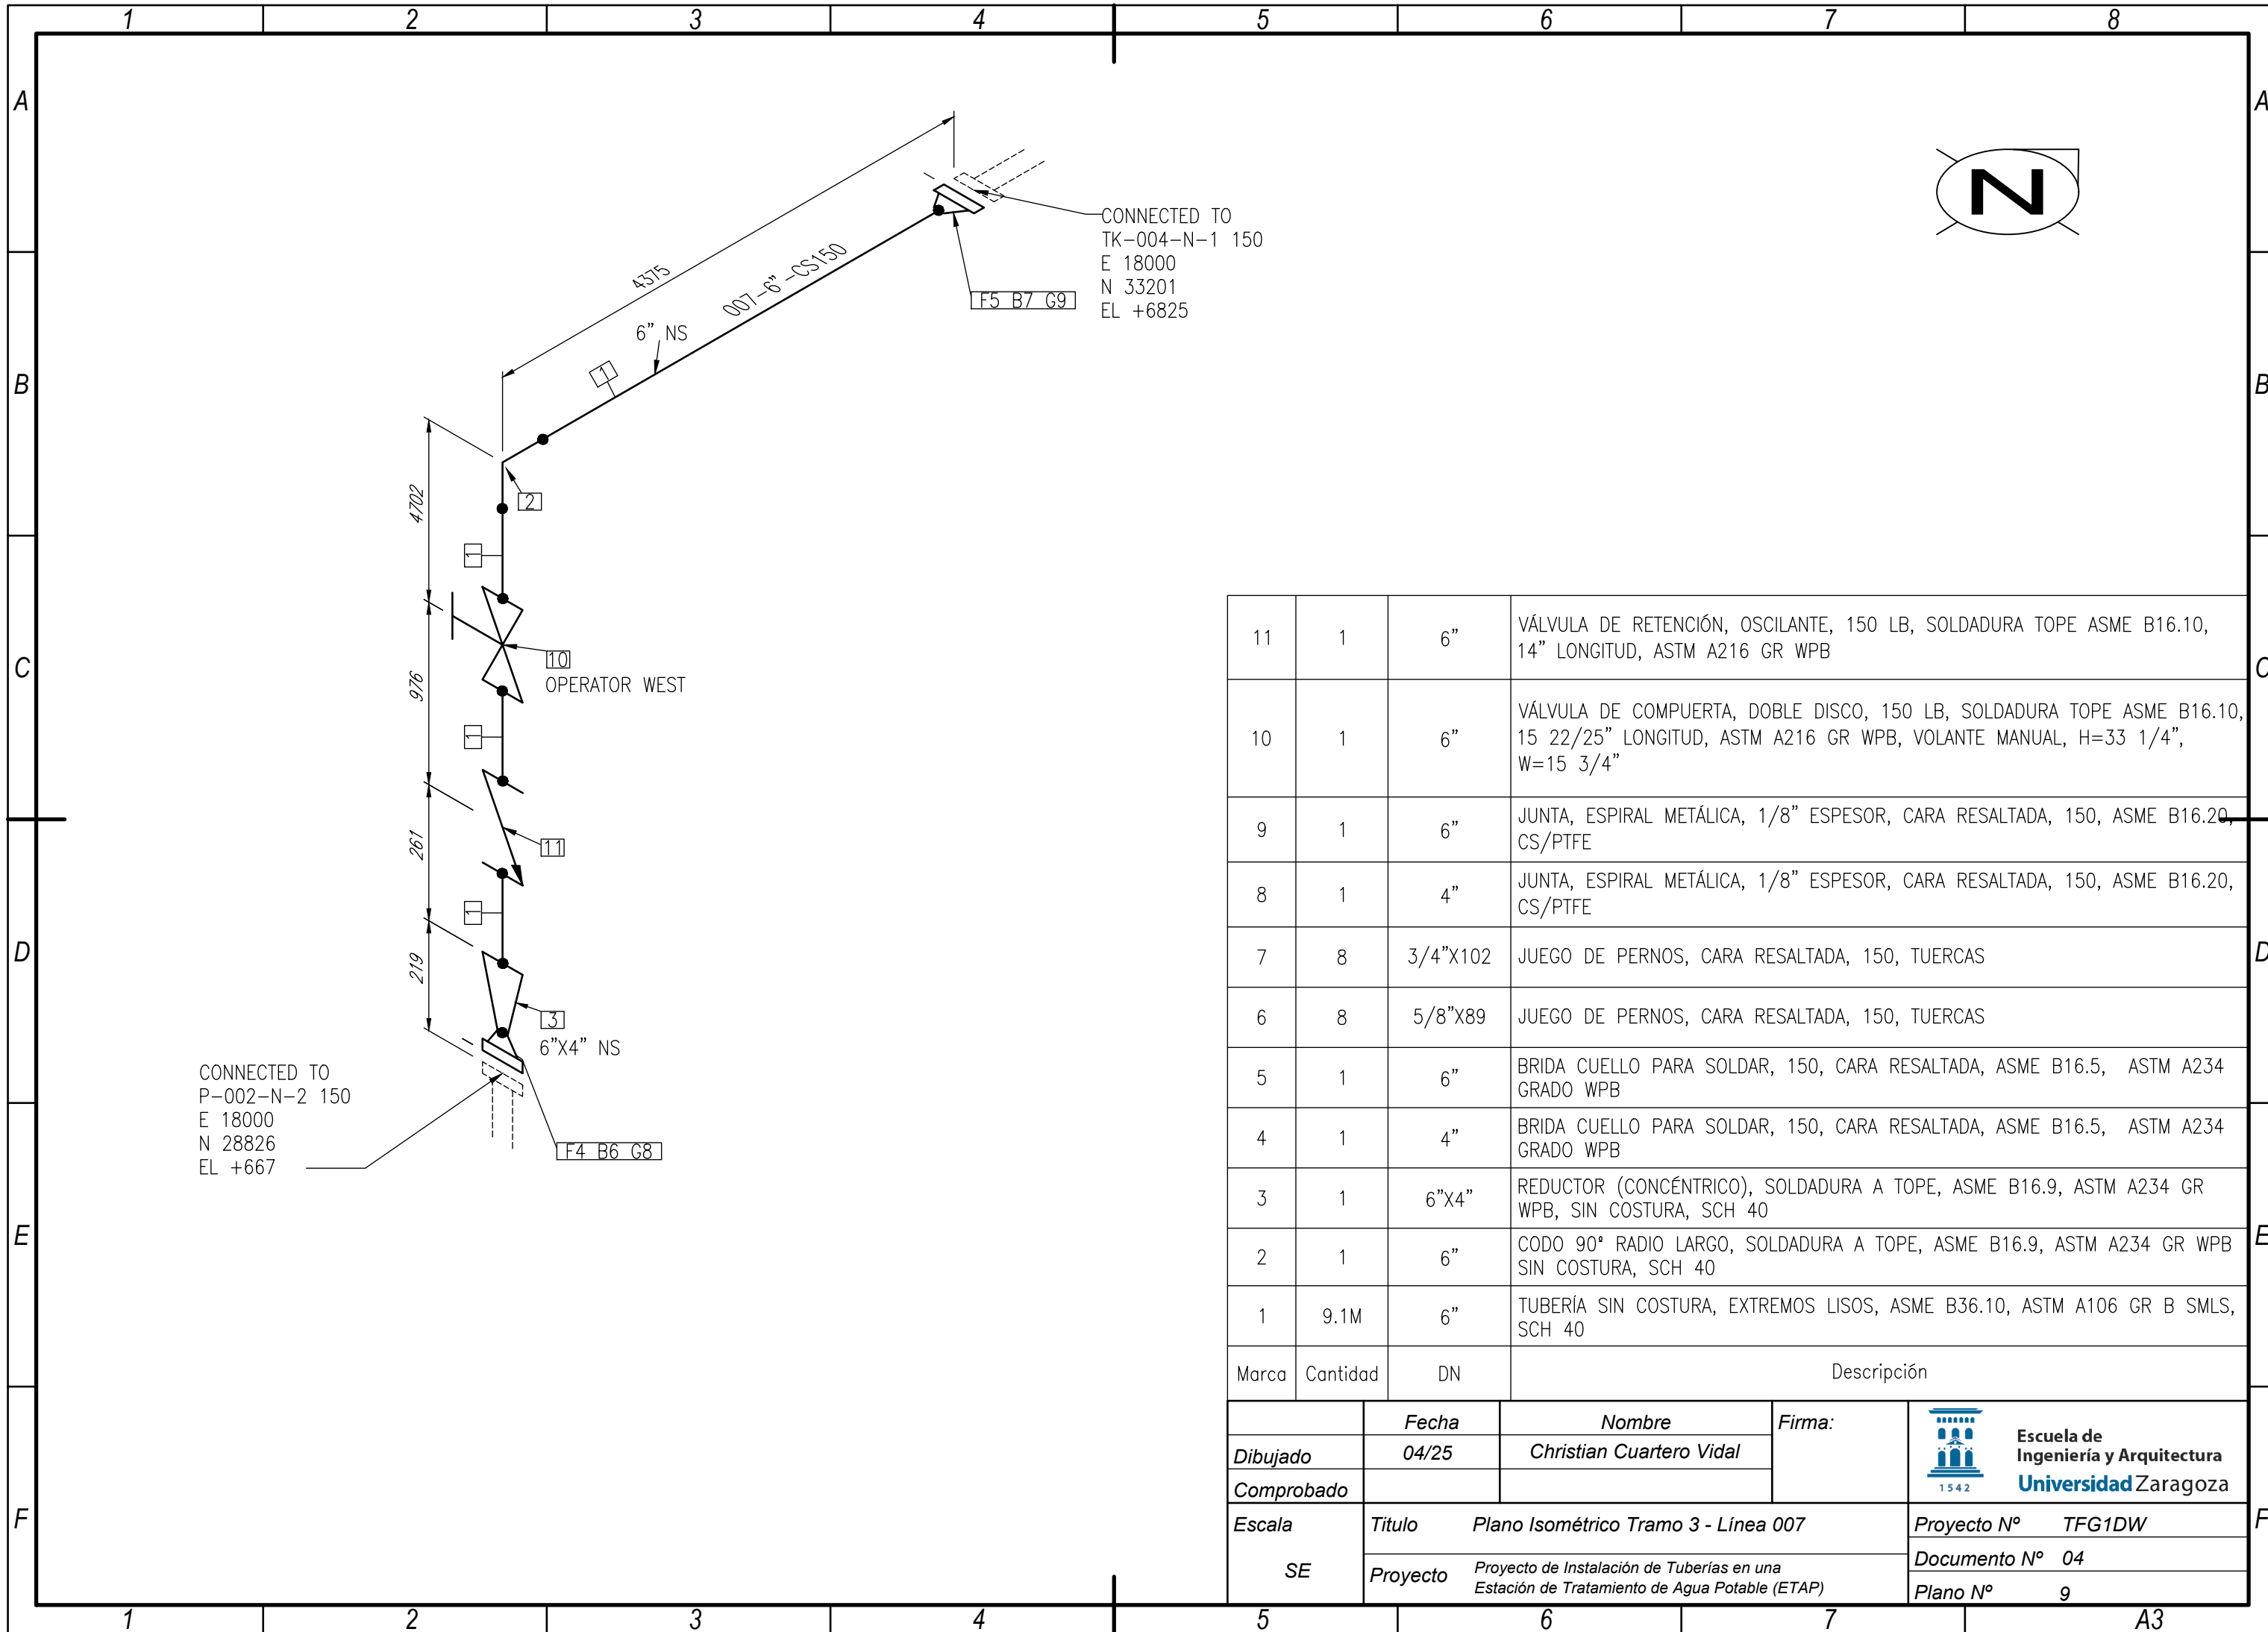 1 2 3 4 5 6 7 8
A A
B B
C C
D D
E E
F F
N
4375
007-6"-CS150
6" NS
1
CONNECTED TO
TK-004-N-1 150
E 18000
N 33201
EL +6825
F5 B7 G9
2
4702
1
10
OPERATOR WEST
976
1
261
11
1
219
3
6"X4" NS
CONNECTED TO
P-002-N-2 150
E 18000
N 28826
EL +667
F4 B6 G8
11 1 6" VÁLVULA DE RETENCIÓN, OSCILANTE, 150 LB, SOLDADURA TOPE ASME B16.10,
14" LONGITUD, ASTM A216 GR WPB
10 1 6" VÁLVULA DE COMPUERTA, DOBLE DISCO, 150 LB, SOLDADURA TOPE ASME B16.10,
15 22/25" LONGITUD, ASTM A216 GR WPB, VOLANTE MANUAL, H=33 1/4",
W=15 3/4"
9 1 6" JUNTA, ESPIRAL METÁLICA, 1/8" ESPESOR, CARA RESALTADA, 150, ASME B16.20,
CS/PTFE
8 1 4" JUNTA, ESPIRAL METÁLICA, 1/8" ESPESOR, CARA RESALTADA, 150, ASME B16.20,
CS/PTFE
7 8 3/4"X102 JUEGO DE PERNOS, CARA RESALTADA, 150, TUERCAS
6 8 5/8"X89 JUEGO DE PERNOS, CARA RESALTADA, 150, TUERCAS
5 1 6" BRIDA CUELLO PARA SOLDAR, 150, CARA RESALTADA, ASME B16.5, ASTM A234
GRADO WPB
4 1 4" BRIDA CUELLO PARA SOLDAR, 150, CARA RESALTADA, ASME B16.5, ASTM A234
GRADO WPB
3 1 6"X4" REDUCTOR (CONCÉNTRICO), SOLDADURA A TOPE, ASME B16.9, ASTM A234 GR
WPB, SIN COSTURA, SCH 40
2 1 6" CODO 90° RADIO LARGO, SOLDADURA A TOPE, ASME B16.9, ASTM A234 GR WPB
SIN COSTURA, SCH 40
1 9.1M 6" TUBERÍA SIN COSTURA, EXTREMOS LISOS, ASME B36.10, ASTM A106 GR B SMLS,
SCH 40
Marca Cantidad DN Descripción
Fecha Nombre Firma:
Dibujado 04/25 Christian Cuartero Vidal
Comprobado
1542
Escuela de
Ingeniería y Arquitectura
Universidad Zaragoza
Escala
SE
Titulo Plano Isométrico Tramo 3 - Línea 007
Proyecto Proyecto de Instalación de Tuberías en una
Estación de Tratamiento de Agua Potable (ETAP)
Proyecto Nº TFG1DW
Documento Nº 04
Plano Nº 9
1 2 3 4 5 6 7 A3